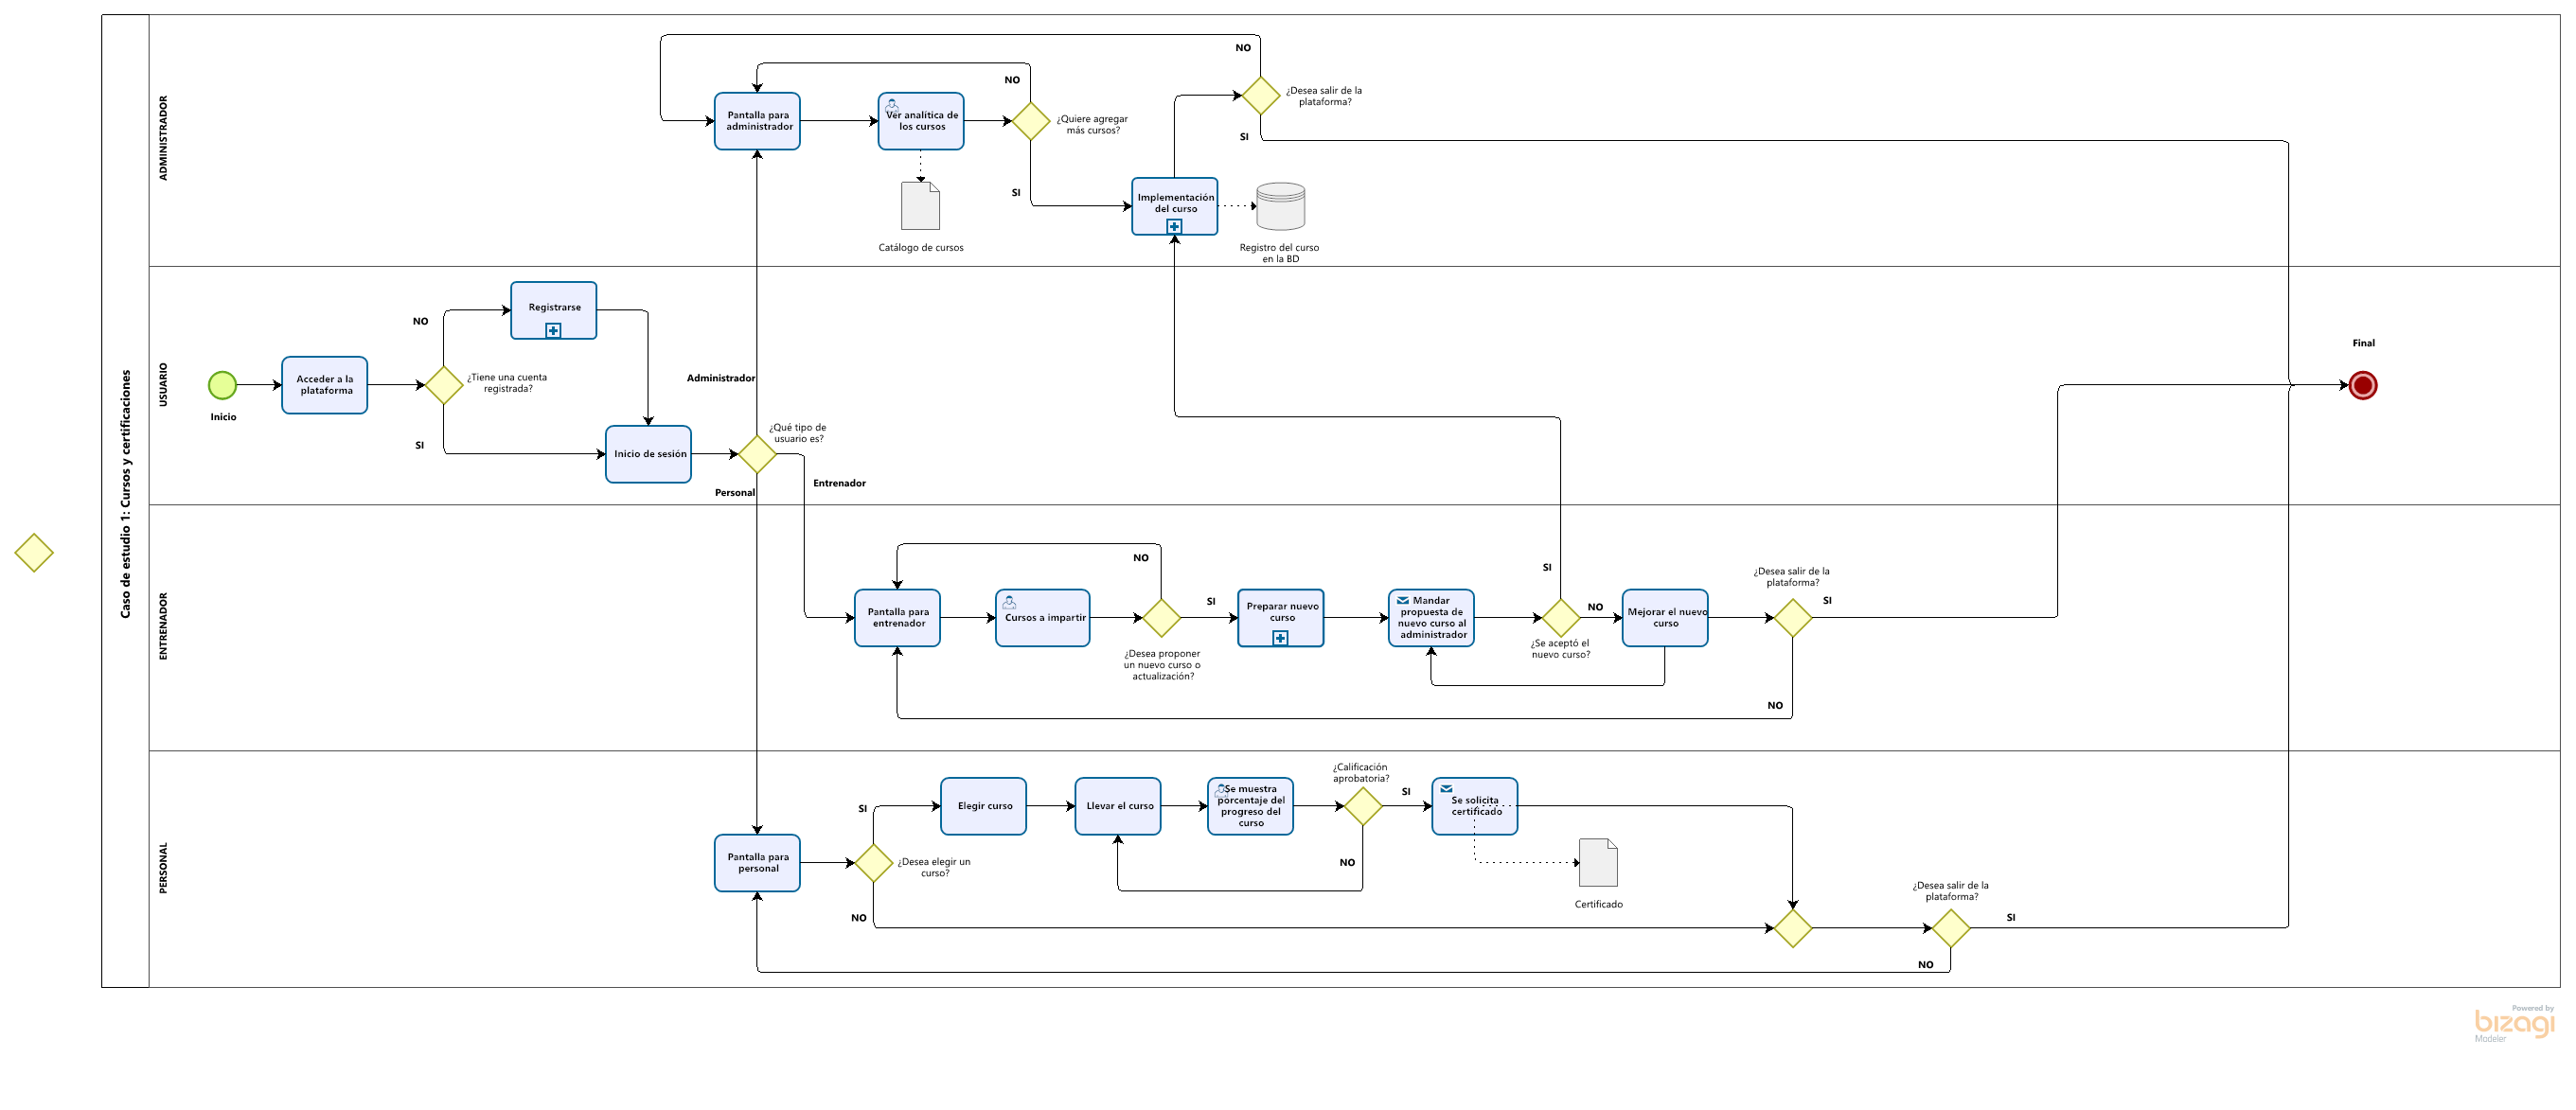 Caso de estudio 1: Cursos y certificaciones
ADMINISTRADOR
NO
NO
Pantalla para
administrador
Ver analítica de
los cursos
¿Quiere agregar
más cursos?
¿Desea salir de la
plataforma?
SI
SI
Implementación
del curso
Catálogo de cursos
Registro del curso
en la BD
USUARIO
Registrarse
NO
Inicio
Acceder a la
plataforma
¿Tiene una cuenta
registrada?
SI
Inicio de sesión
Administrador
¿Qué tipo de
usuario es?
Personal
Entrenador
Final
ENTRENADOR
NO
Pantalla para
entrenador
Cursos a impartir
¿Desea proponer
un nuevo curso o
actualización?
SI
Preparar nuevo
curso
Mandar
propuesta de
nuevo curso al
administrador
SI
¿Se aceptó el
nuevo curso?
NO
Mejorar el nuevo
curso
¿Desea salir de la
plataforma?
SI
NO
PERSONAL
Pantalla para
personal
SI
¿Desea elegir un
curso?
NO
Elegir curso
Llevar el curso
Se muestra
porcentaje del
progreso del
curso
¿Calificación
aprobatoria?
SI
NO
Se solicita
certificado
Certificado
¿Desea salir de la
plataforma?
SI
NO
Powered by
bizagi
Modeler